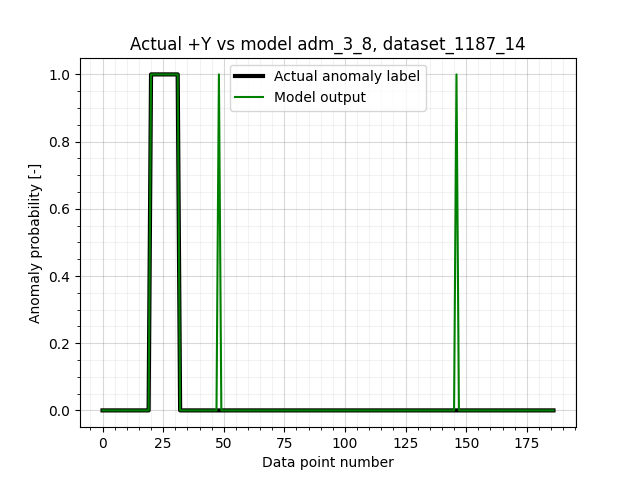 Actual +Y vs model adm_3_8, dataset_1187_14
Actual anomaly label
Model output
Anomaly probability [-]
1.0
0.8
0.6
0.4
0.2
0.0
0 25 50 75 100 125 150 175
Data point number